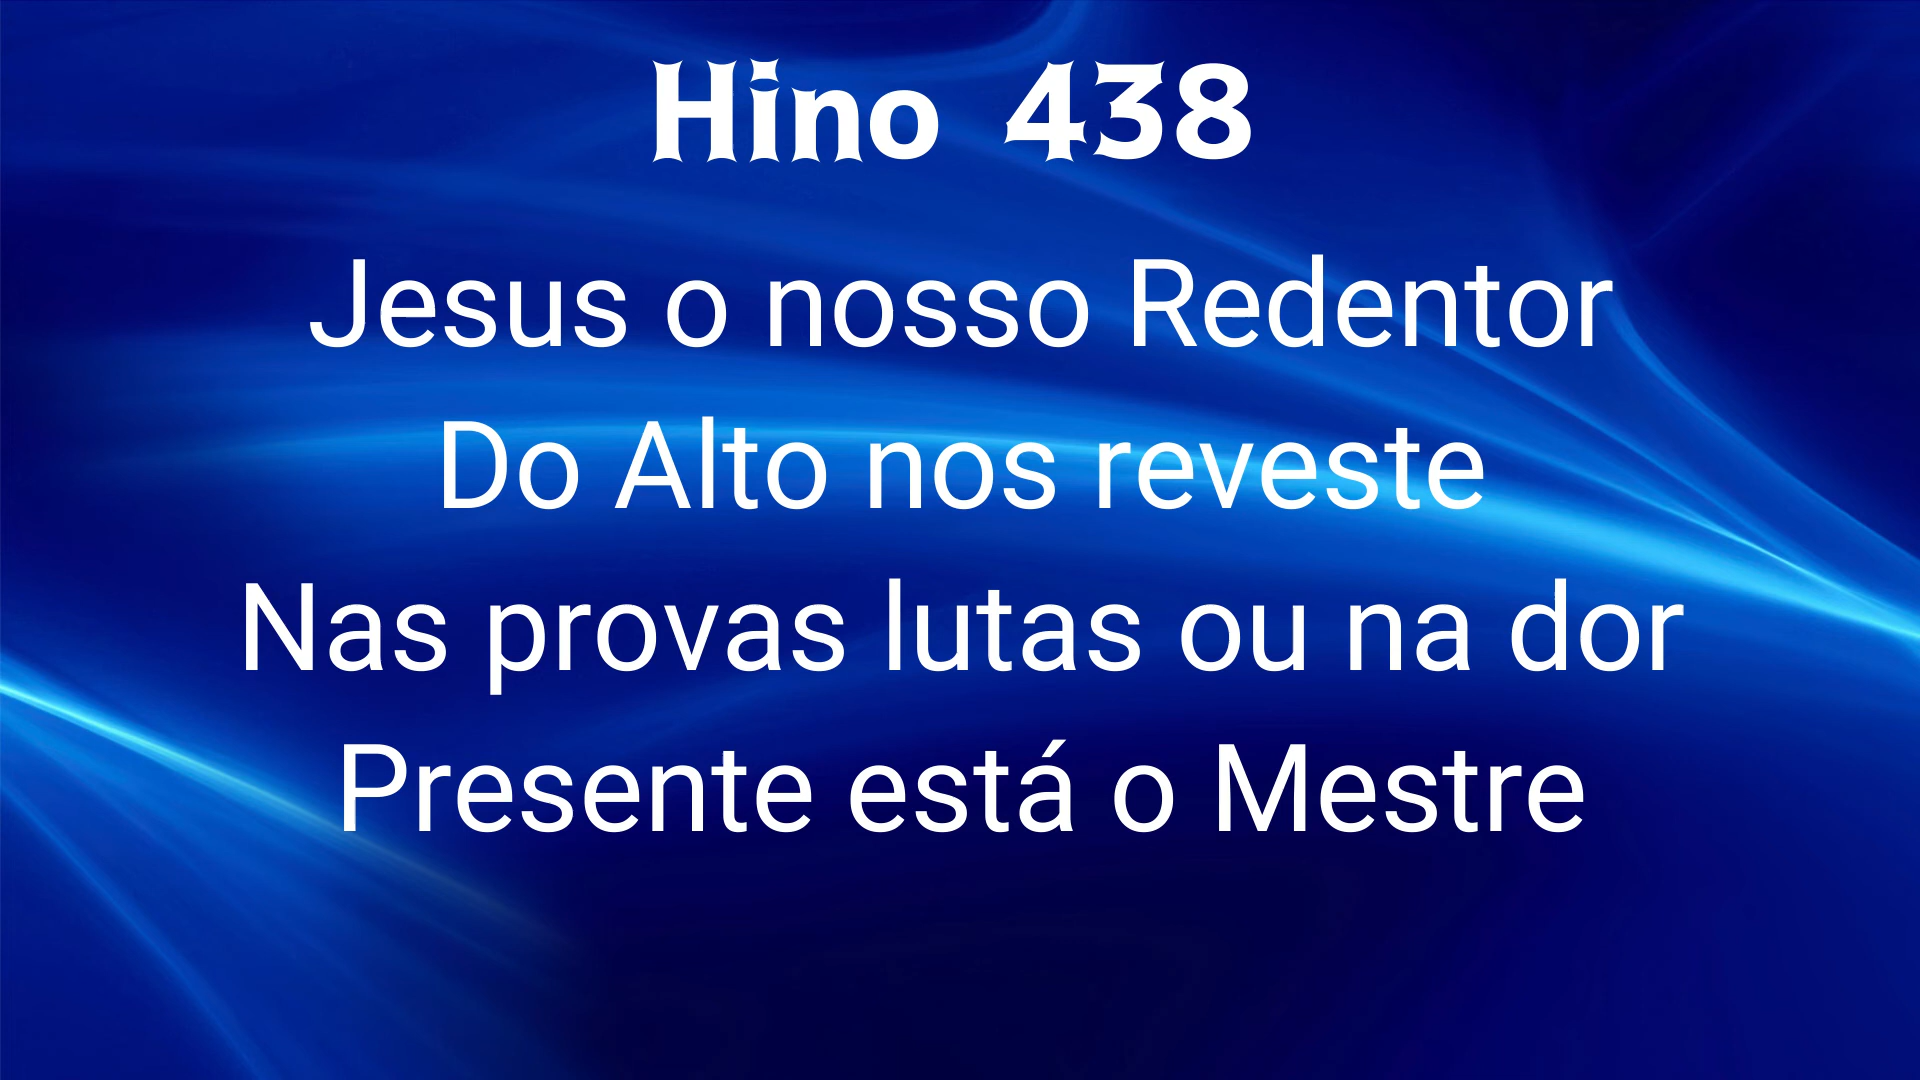 Hino 438
Jesus o nosso Redentor
Do Alto nos reveste
Nas provas lutas ou na dor
Presente está o Mestre